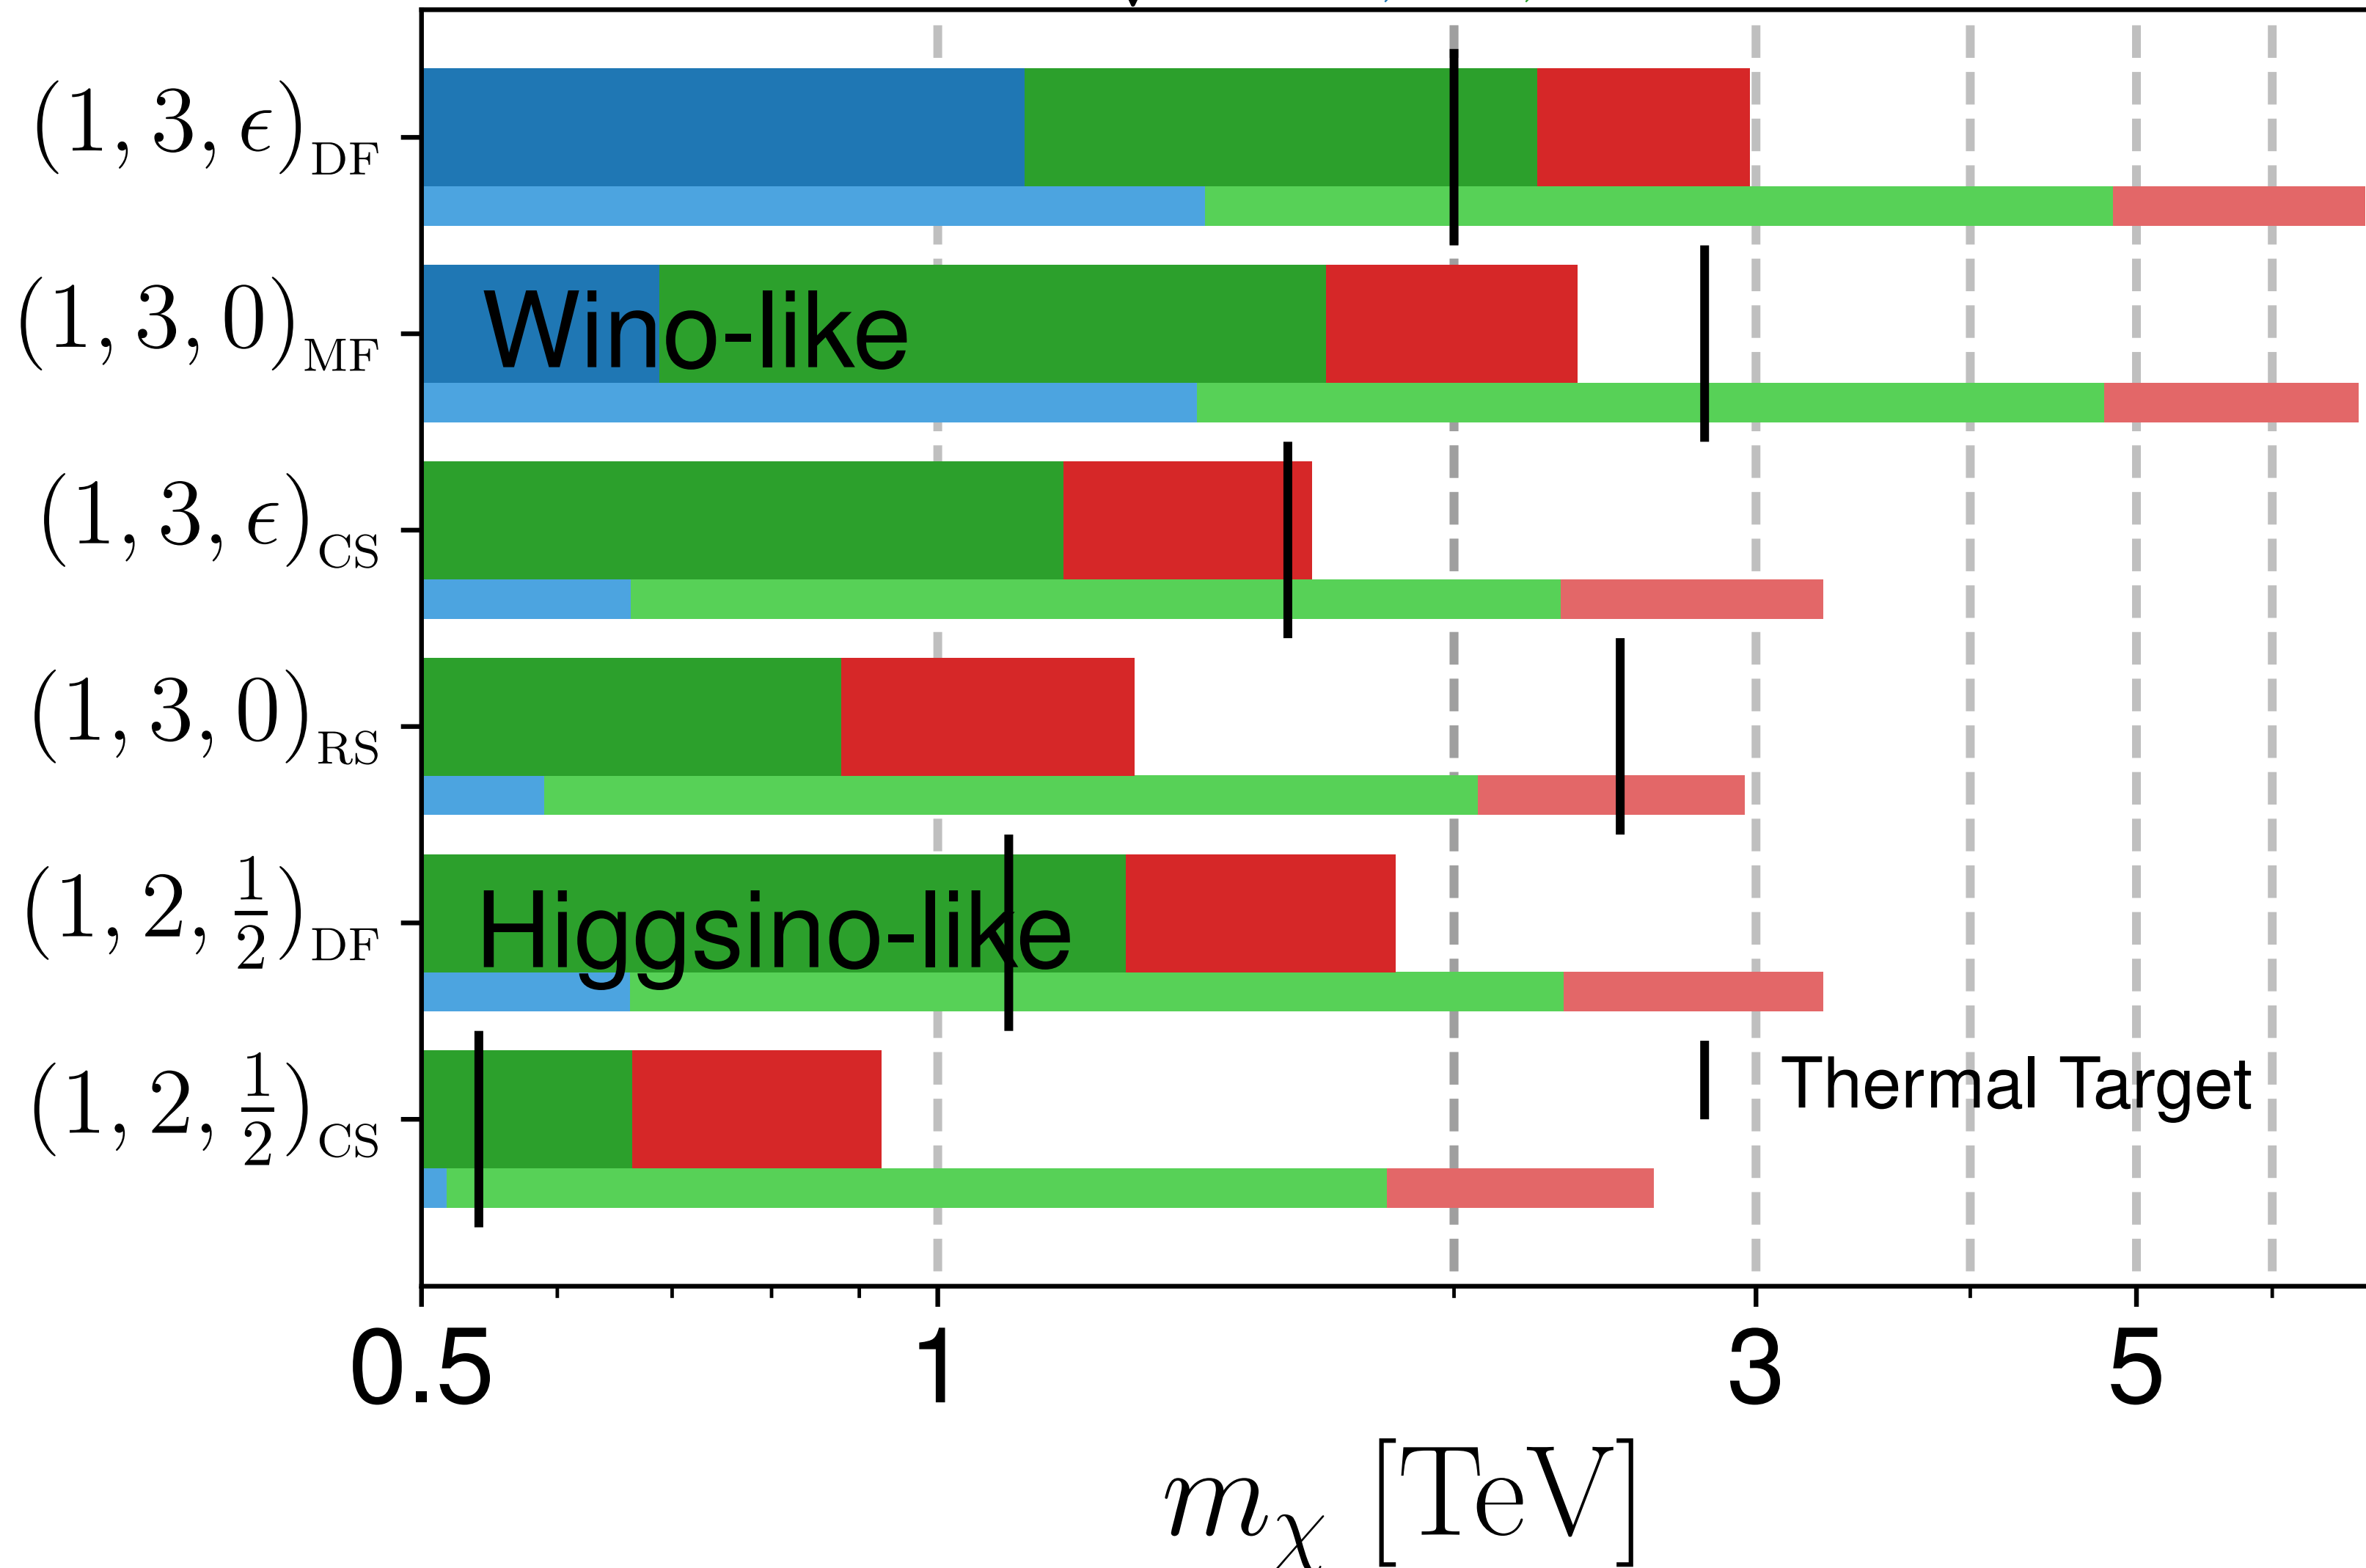 (1, 3, ϵ)DF
(1, 3, 0)MF
Wino-like
(1, 3, ϵ)CS
(1, 3, 0)RS
(1, 2, 1/2)DF
Higgsino-like
(1, 2, 1/2)CS
Thermal Target
0.5 1 3 5
mχ [TeV]